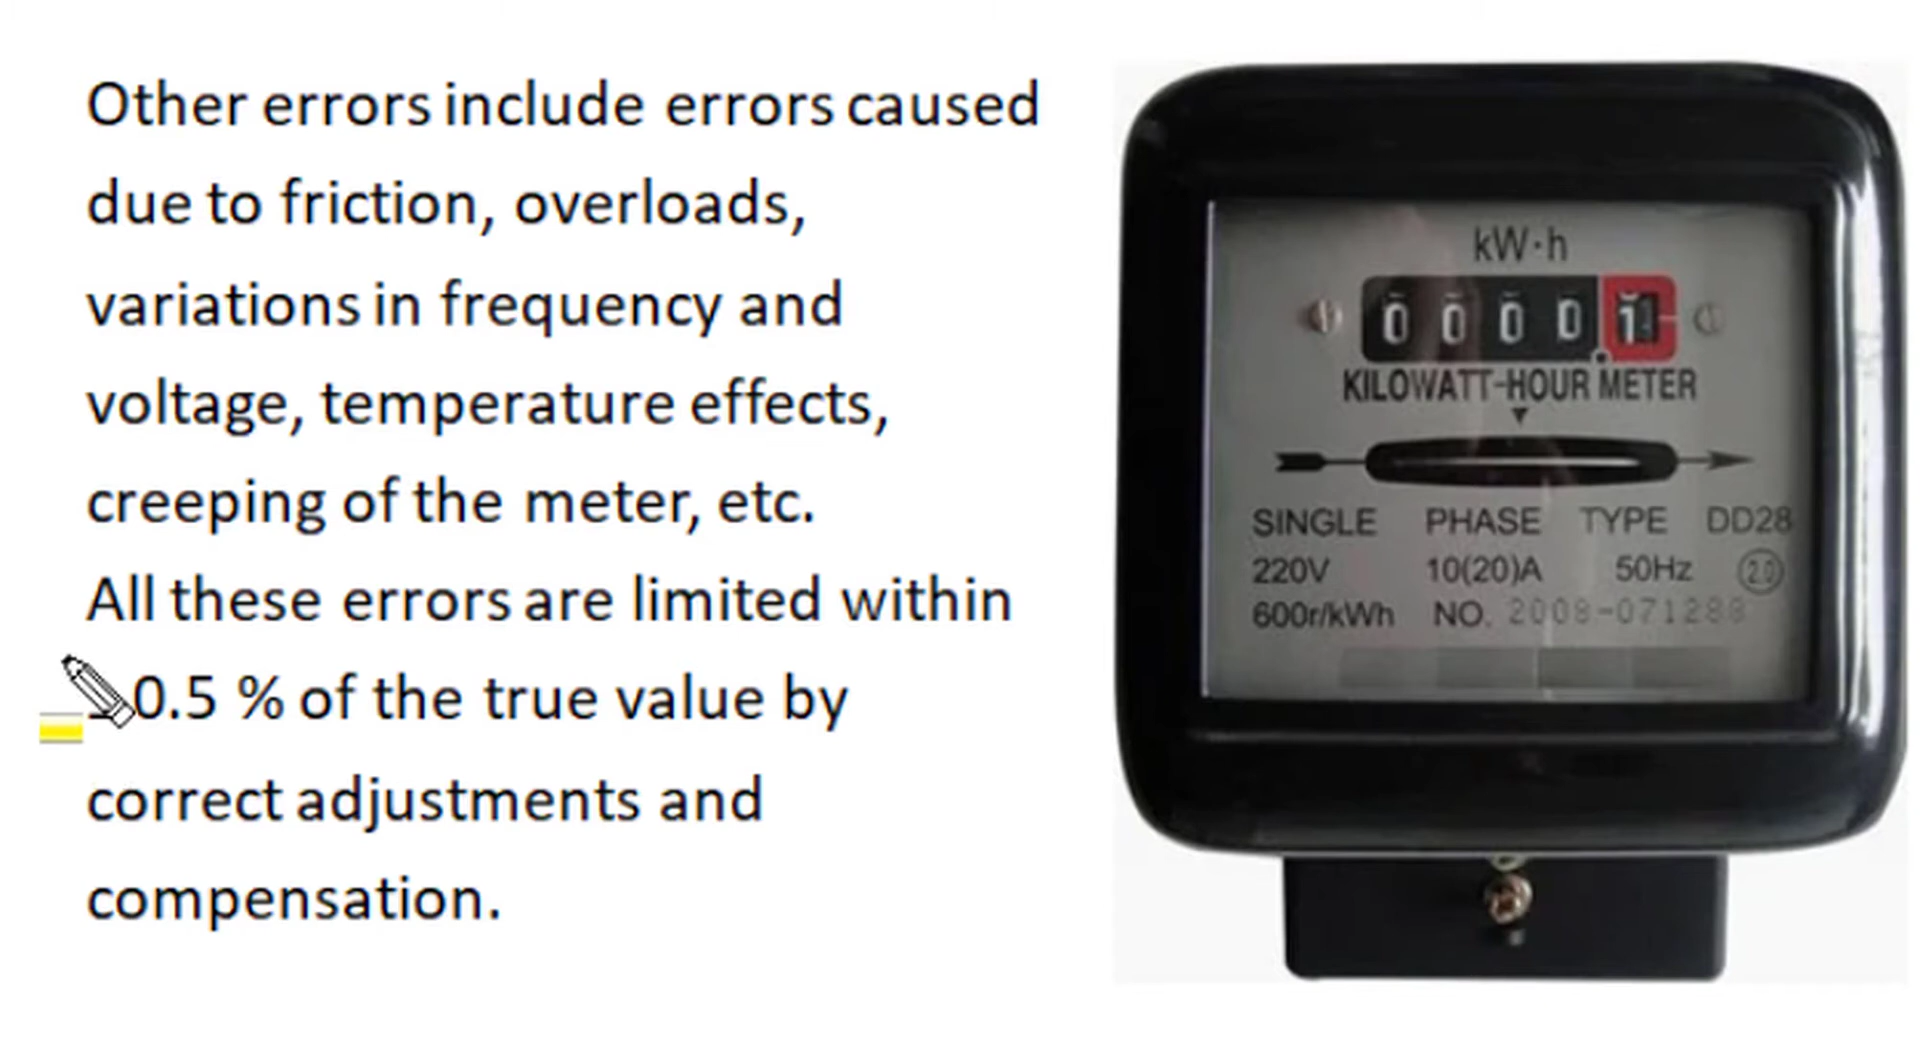 Other errors include errors caused
due to friction, overloads,
variations in frequency and
voltage, temperature effects,
creeping of the meter, etc.
All these errors are limited within
0.5 % of the true value by
correct adjustments and
compensation.
kW·h
0 0 0 0 1
KILOWATT-HOUR METER
SINGLE PHASE TYPE DD28
220V 10(20)A 50Hz 2.0
600r/kWh NO. 2008-071288